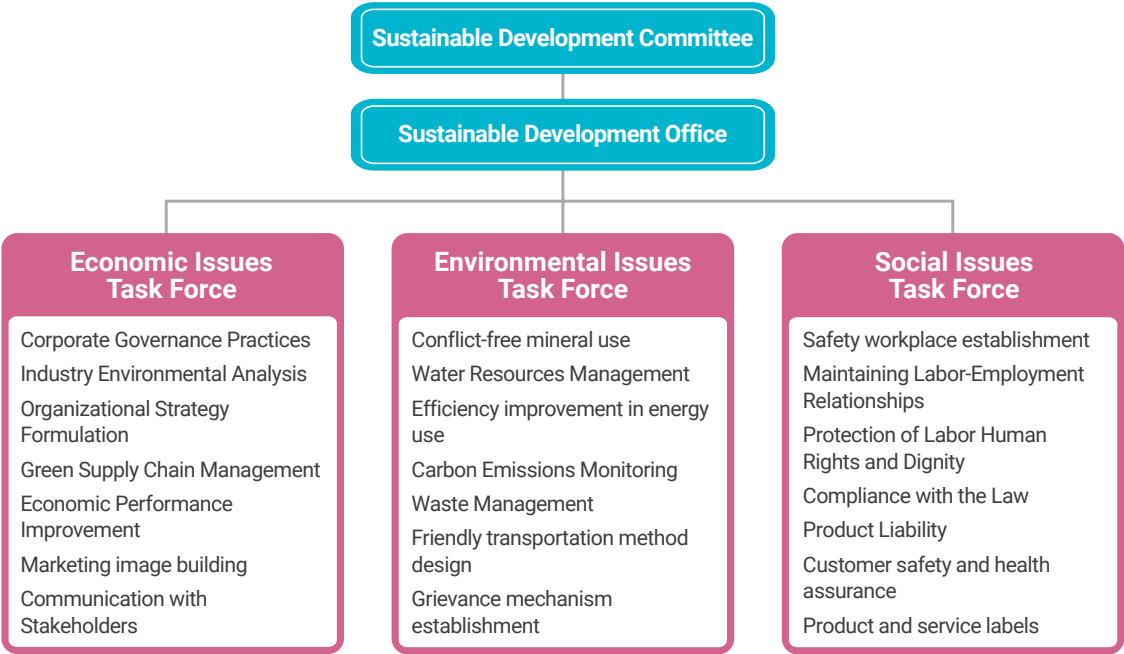 Sustainable Development Committee
Sustainable Development Office
Economic Issues
Task Force
Corporate Governance Practices
Industry Environmental Analysis
Organizational Strategy
Formulation
Green Supply Chain Management
Economic Performance
Improvement
Marketing image building
Communication with
Stakeholders
Environmental Issues
Task Force
Conflict-free mineral use
Water Resources Management
Efficiency improvement in energy
use
Carbon Emissions Monitoring
Waste Management
Friendly transportation method
design
Grievance mechanism
establishment
Social Issues
Task Force
Safety workplace establishment
Maintaining Labor-Employment
Relationships
Protection of Labor Human
Rights and Dignity
Compliance with the Law
Product Liability
Customer safety and health
assurance
Product and service labels